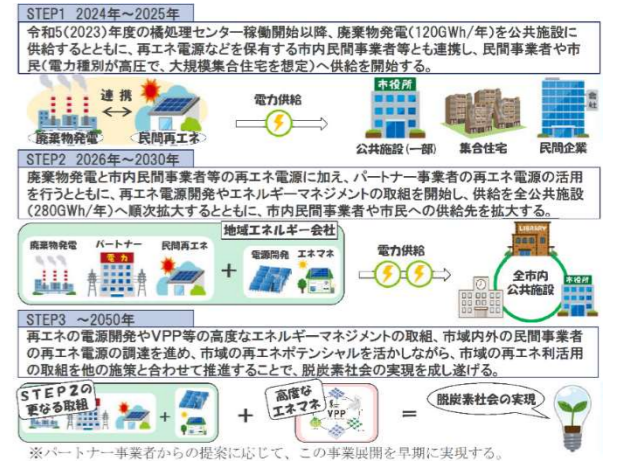 STEP1 2024年～2025年
令和5(2023)年度の橘処理センター稼働開始以降、廃棄物発電(120GWh/年)を公共施設に
供給するとともに、再エネ電源などを保有する市内民間事業者等とも連携し、民間事業者や市
民(電力種別が高圧で、大規模集合住宅を想定)へ供給を開始する。
連携
廃棄物発電
民間再エネ
電力供給
市役所
公共施設(一部)
集合住宅
会社
民間企業
STEP2 2026年～2030年
廃棄物発電と市内民間事業者等の再エネ電源に加え、パートナー事業者の再エネ電源の活用
を行うとともに、再エネ電源開発やエネルギーマネジメントの取組を開始し、供給を全公共施設
(280GWh/年)へ順次拡大するとともに、市内民間事業者や市民への供給先を拡大する。
地域エネルギー会社
廃棄物発電
パートナー
電力
民間再エネ
+
電源開発
エネマネ
電力供給
LIBRARY
全市内
公共施設
市役所
STEP3 ～2050年
再エネの電源開発やVPP等の高度なエネルギーマネジメントの取組、市域内外の民間事業者
の再エネ電源の調達を進め、市域の再エネポテンシャルを活かしながら、市域の再エネ利活用
の取組を他の施策と合わせて推進することで、脱炭素社会の実現を成し遂げる。
STEP2の
更なる取組
+
+
高度な
エネマネ
VPP
=
脱炭素社会の実現
※パートナー事業者からの提案に応じて、この事業展開を早期に実現する。